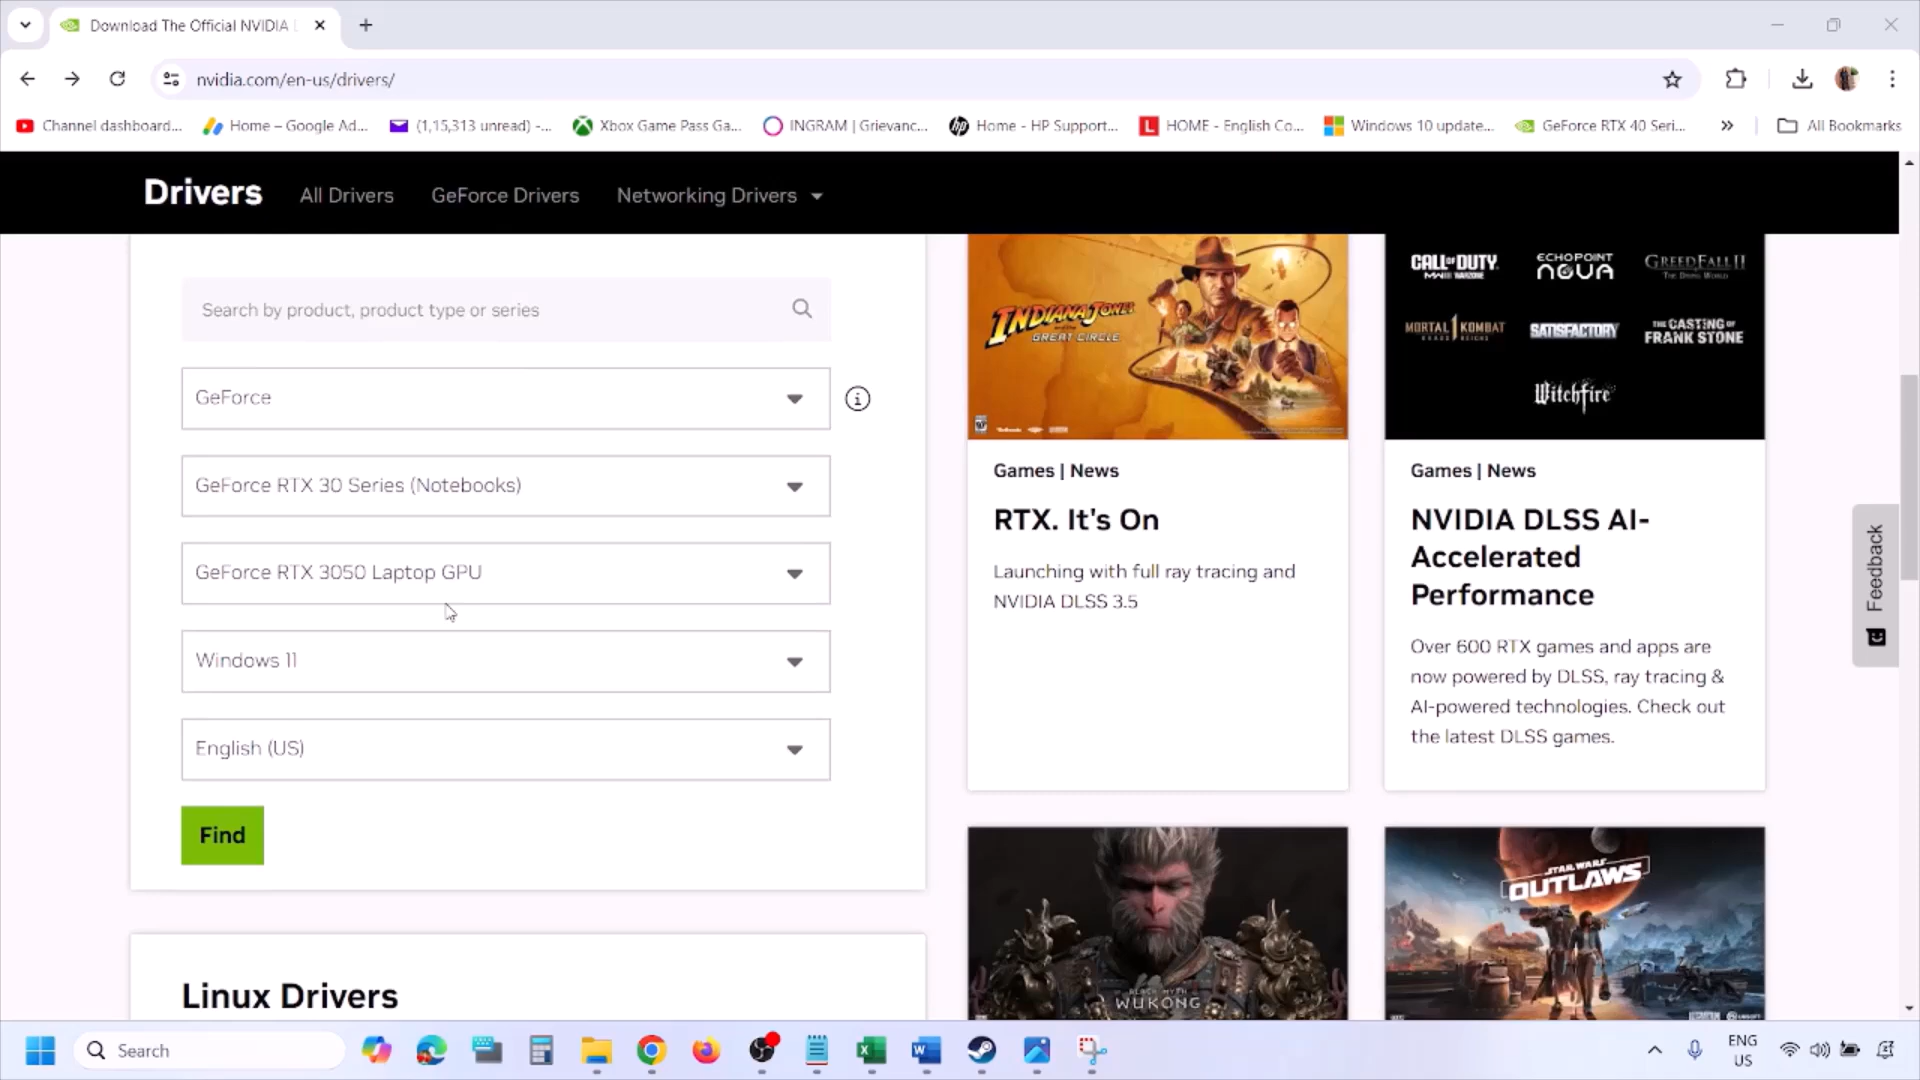 Download The Official NVIDIA
nvidia.com/en-us/drivers/
Channel dashboard...
Home – Google Ad...
(1,15,313 unread) -...
Xbox Game Pass Ga...
INGRAM | Grievanc...
Home - HP Support...
HOME - English Co...
Windows 10 update...
GeForce RTX 40 Seri...
All Bookmarks
Drivers
All Drivers
GeForce Drivers
Networking Drivers
Search by product, product type or series
GeForce
GeForce RTX 30 Series (Notebooks)
GeForce RTX 3050 Laptop GPU
Windows 11
English (US)
Find
Linux Drivers
INDIANA JONES
GREAT CIRCLE
Games | News
RTX. It's On
Launching with full ray tracing and
NVIDIA DLSS 3.5
CALL OF DUTY
ECHOPOINT
NOVA
GREEDFALL II
MORTAL KOMBAT
SATISFACTORY
THE CASTING OF
FRANK STONE
Witchfire
Games | News
NVIDIA DLSS AI-
Accelerated
Performance
Over 600 RTX games and apps are
now powered by DLSS, ray tracing &
AI-powered technologies. Check out
the latest DLSS games.
BLACK MYTH
WUKONG
STAR WARS
OUTLAWS
Feedback
Search
ENG
US